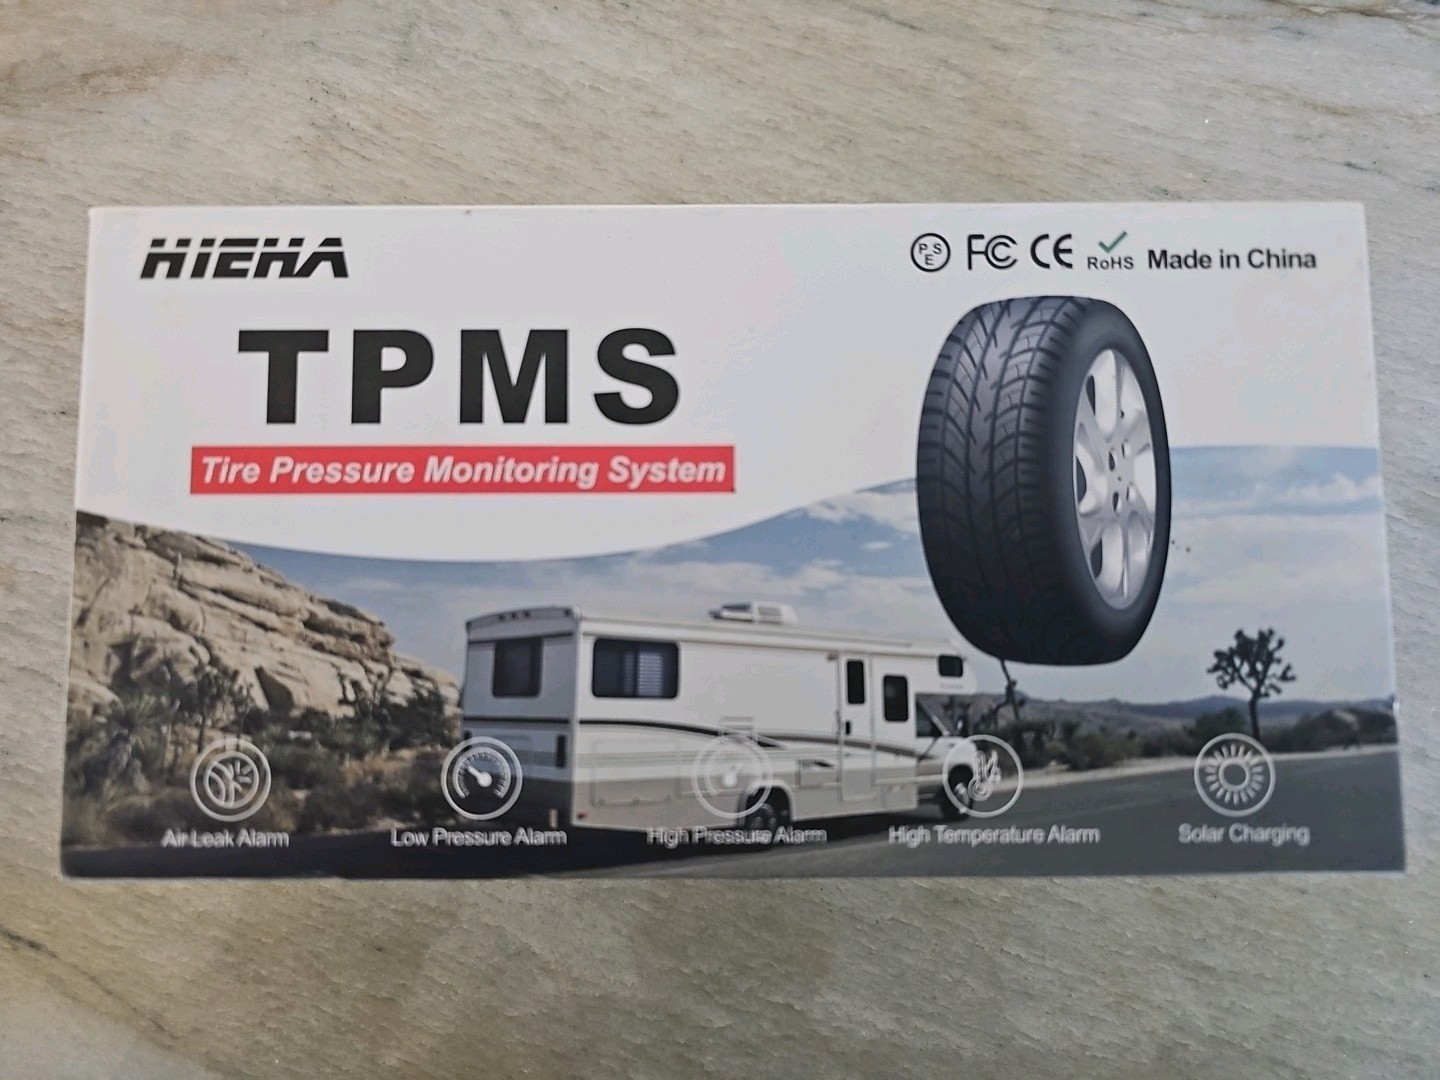 HIEHA
PSE FC CE RoHS Made in China
TPMS
Tire Pressure Monitoring System
Air Leak Alarm
Low Pressure Alarm
High Pressure Alarm
High Temperature Alarm
Solar Charging